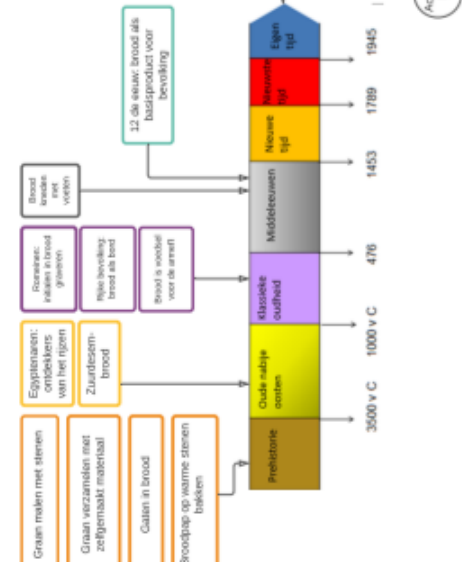 Graan malen met stenen
Graan verzamelen met
zelfgemaakt materiaal
Gaten in brood
Broodpap op warme stenen
bakken
Egyptenaren:
ontdekkers
van het rijzen
Zuurdesem-
brood
Romeinen:
initialen in brood
graveren
Rijke bevolking:
brood als bord
Brood is voedsel
voor de armen
Brood
kneden
met
voeten
12 de eeuw: brood als
basisproduct voor
bevolking
Prehistorie
Oude nabije
oosten
Klassieke
oudheid
Middeleeuwen
Nieuwe
tijd
Nieuwste
tijd
Eigen
tijd
3500 v C
1000 v C
476
1453
1789
1945